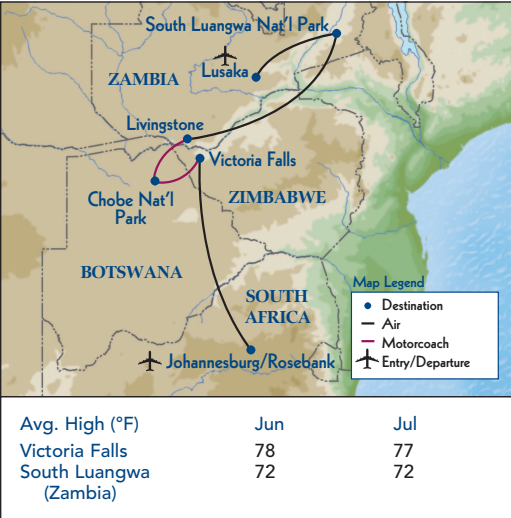 South Luangwa Nat'l Park
ZAMBIA
Lusaka
Livingstone
Victoria Falls
Chobe Nat'l
Park
ZIMBABWE
BOTSWANA
SOUTH
AFRICA
Map Legend
Destination
Air
Motorcoach
Entry/Departure
Johannesburg/Rosebank
Avg. High (°F) Jun Jul
Victoria Falls 78 77
South Luangwa 72 72
(Zambia)